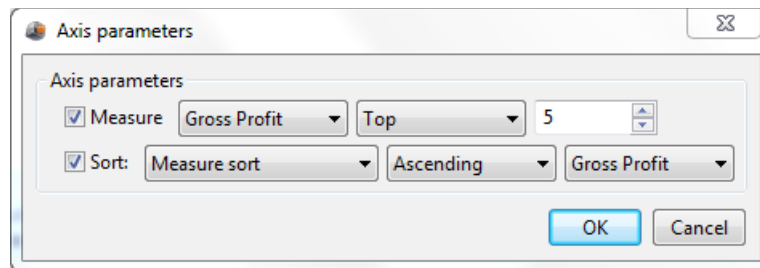 Axis parameters
Axis parameters
Measure Gross Profit Top 5
Sort: Measure sort Ascending Gross Profit
OK Cancel